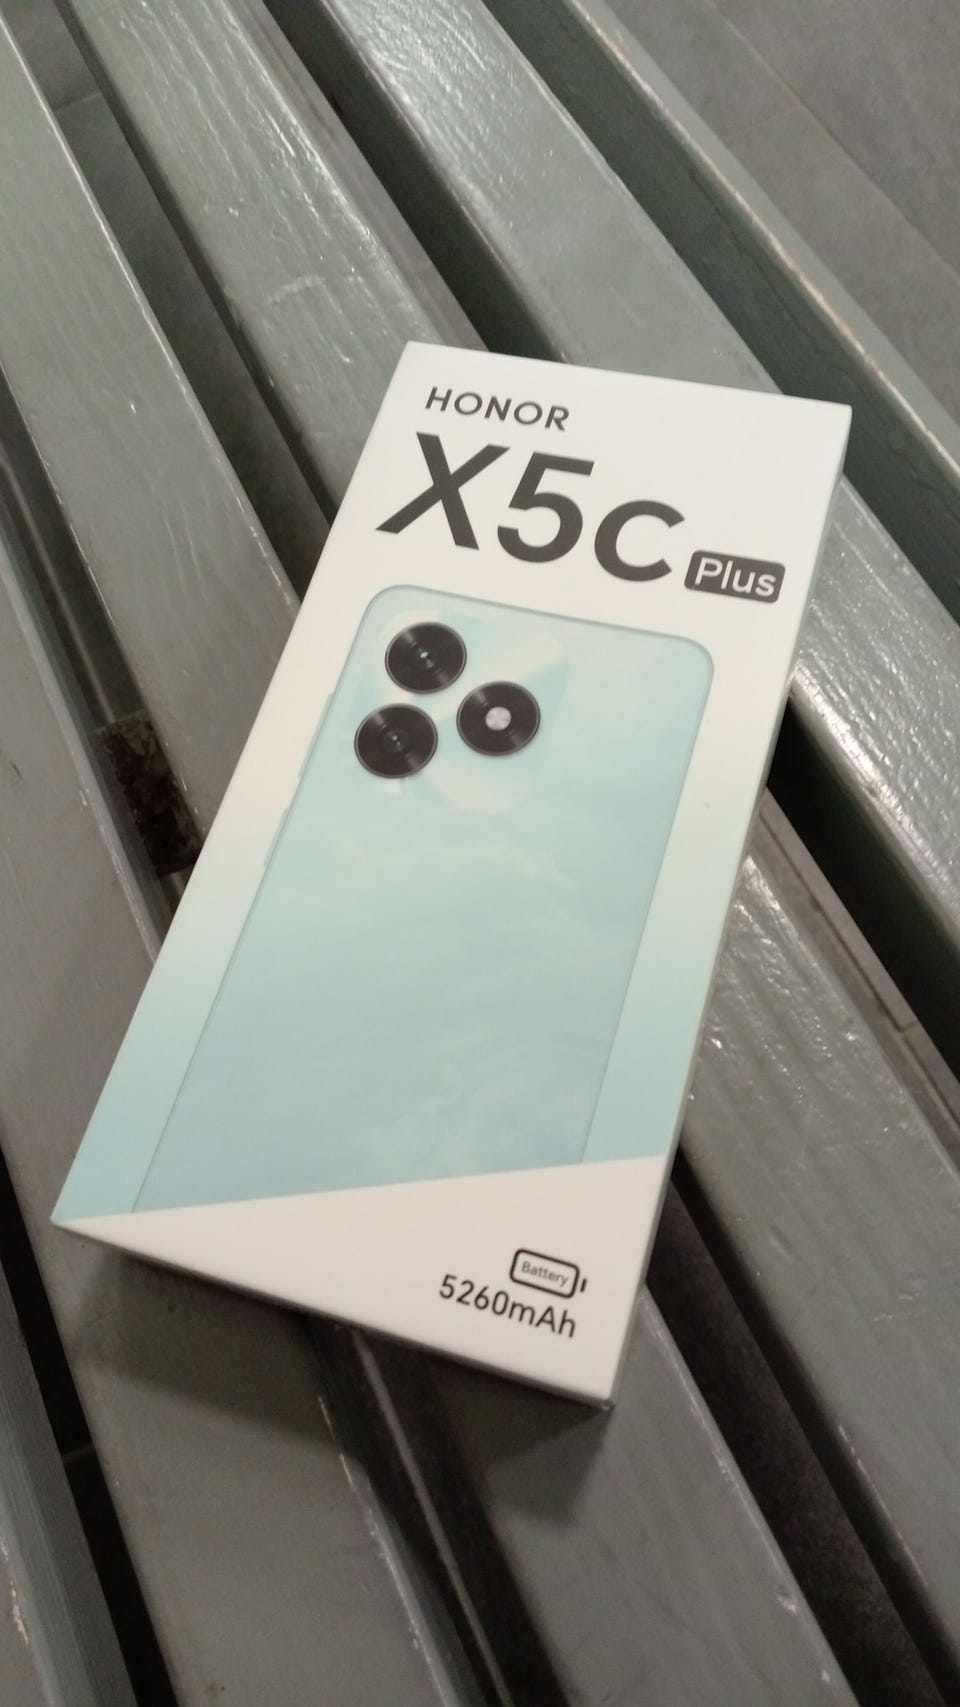 HONOR
X5c Plus
Battery
5260mAh